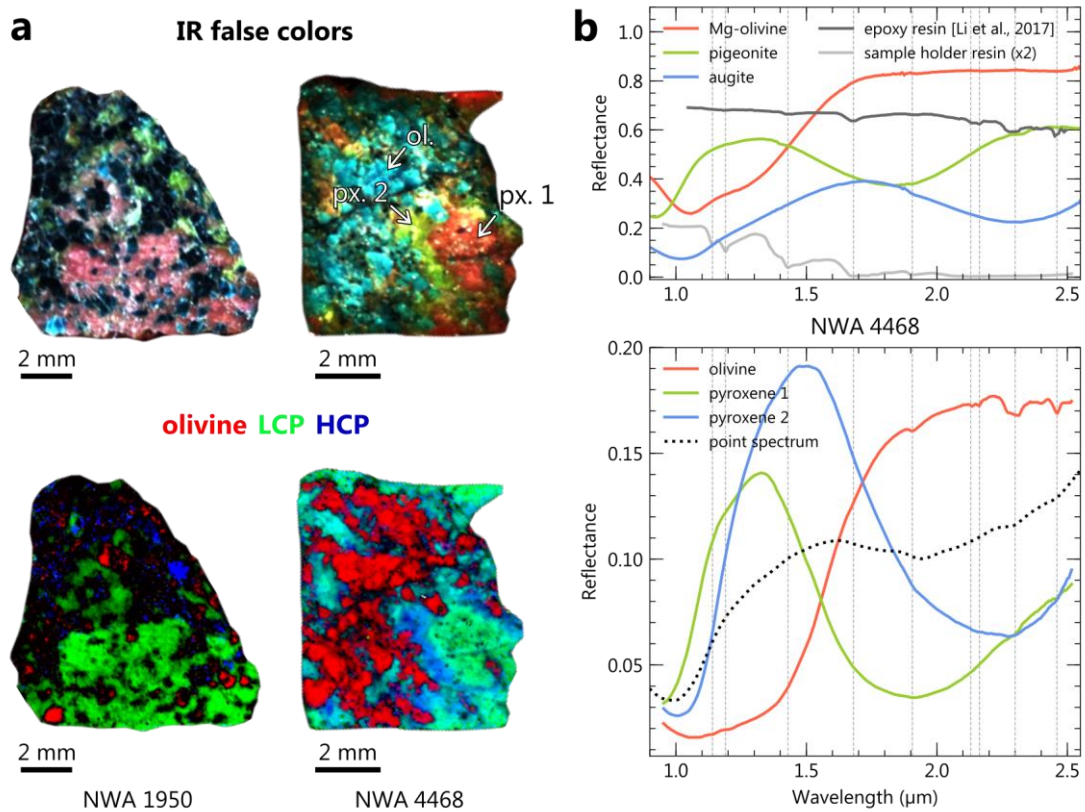 a
IR false colors
ol.
px. 2
px. 1
2 mm
2 mm
olivine LCP HCP
2 mm
2 mm
NWA 1950
NWA 4468
b
Mg-olivine
pigeonite
augite
epoxy resin [Li et al., 2017]
sample holder resin (x2)
Reflectance
1.0
0.8
0.6
0.4
0.2
0.0
1.0 1.5 2.0 2.5
NWA 4468
olivine
pyroxene 1
pyroxene 2
point spectrum
Reflectance
0.20
0.15
0.10
0.05
1.0 1.5 2.0 2.5
Wavelength (μm)